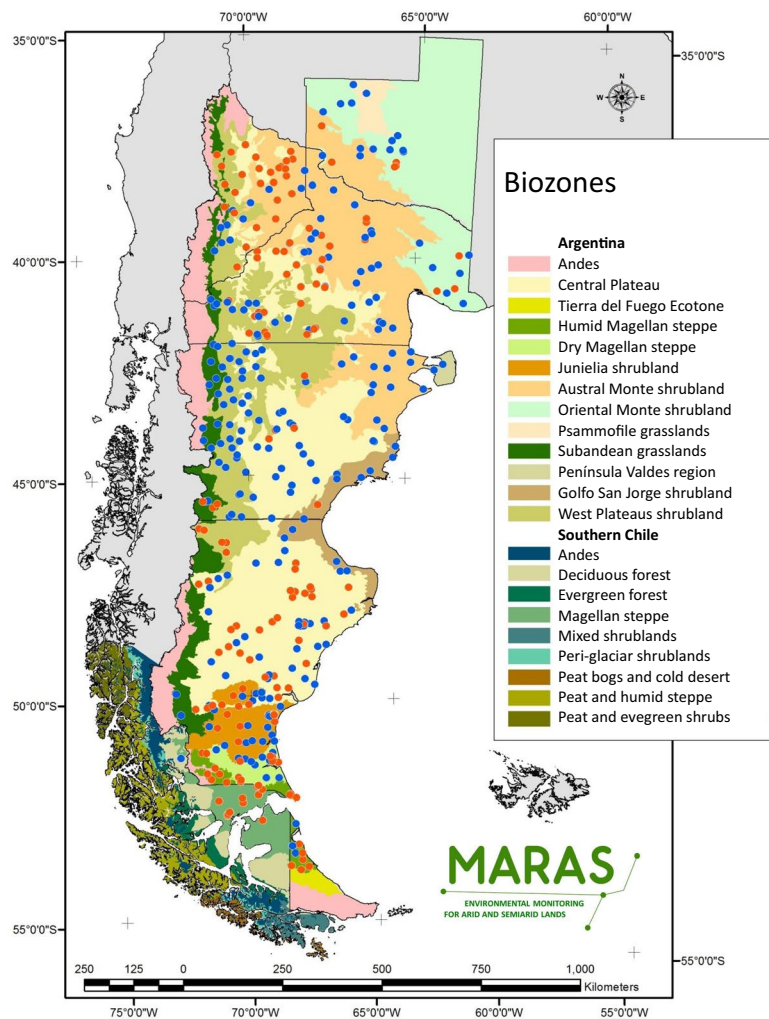 70°0'0"W 65°0'0"W 60°0'0"W
35°0'0"S
35°0'0"S
N
W E
S
Biozones
Argentina
Andes
Central Plateau
Tierra del Fuego Ecotone
Humid Magellan steppe
Dry Magellan steppe
Junielia shrubland
Austral Monte shrubland
Oriental Monte shrubland
Psammofile grasslands
Subandean grasslands
Península Valdes region
Golfo San Jorge shrubland
West Plateaus shrubland
Southern Chile
Andes
Deciduous forest
Evergreen forest
Magellan steppe
Mixed shrublands
Peri-glaciar shrublands
Peat bogs and cold desert
Peat and humid steppe
Peat and evegreen shrubs
40°0'0"S
40°0'0"S
45°0'0"S
45°0'0"S
50°0'0"S
50°0'0"S
MARAS
ENVIRONMENTAL MONITORING
FOR ARID AND SEMIARID LANDS
55°0'0"S
55°0'0"S
250 125 0 250 500 750 1,000
Kilometers
75°0'0"W 70°0'0"W 65°0'0"W 60°0'0"W 55°0'0"W